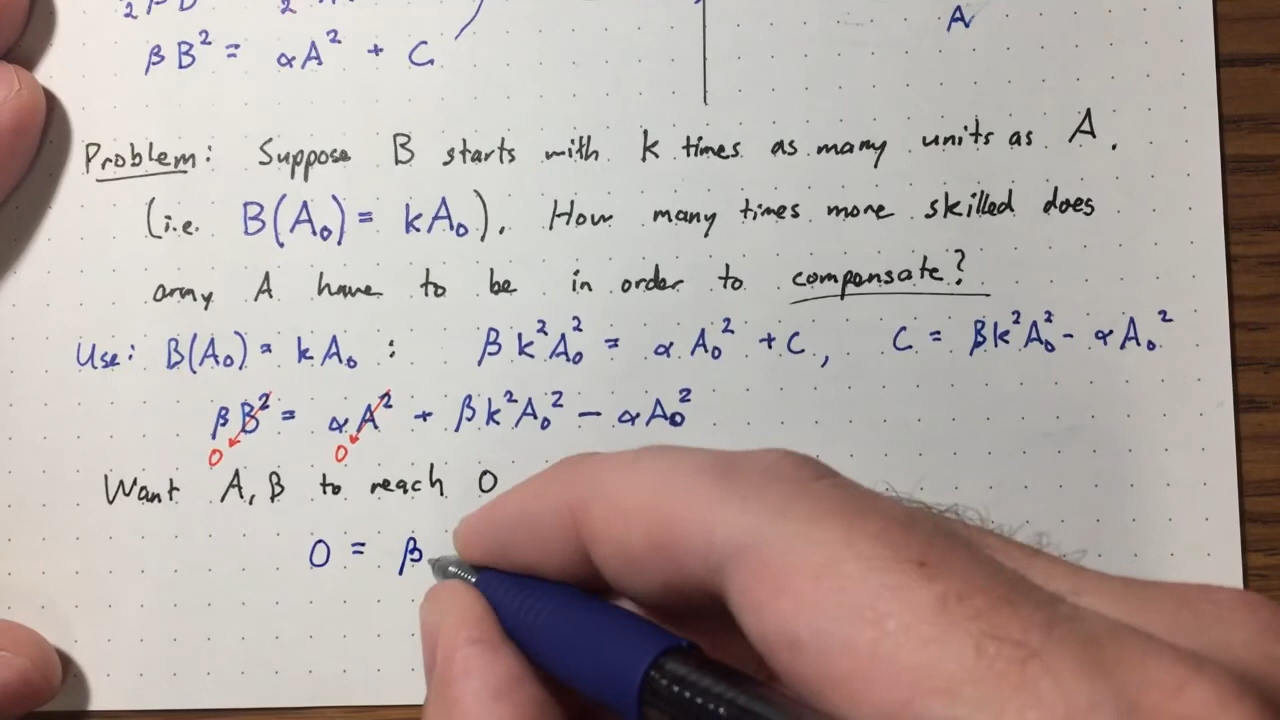 A
βB² = αA² + C
Problem: Suppose B starts with k times as many units as A.
(i.e. B(A₀) = kA₀). How many times more skilled does
army A have to be in order to compensate?
Use: B(A₀) = kA₀ : βk²A₀² = αA₀² + C, C = βk²A₀² - αA₀²
βB² = αA² + βk²A₀² - αA₀²
0 0
Want A, B to reach 0
0 = β